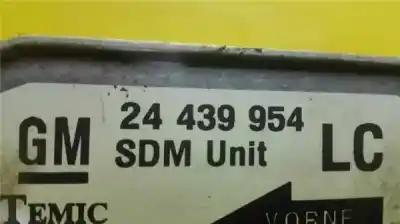 24 439 954
GM SDM Unit LC
TEMIC VORNE